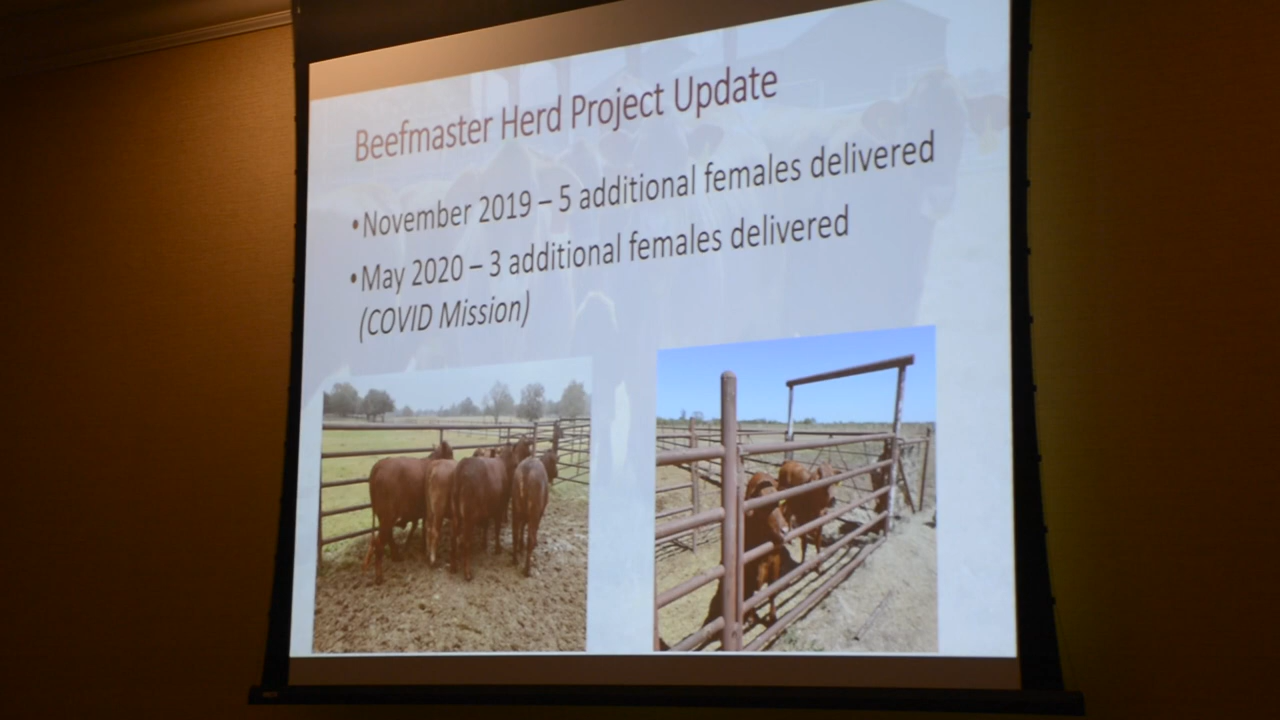 Beefmaster Herd Project Update
•November 2019 – 5 additional females delivered
•May 2020 – 3 additional females delivered
(COVID Mission)